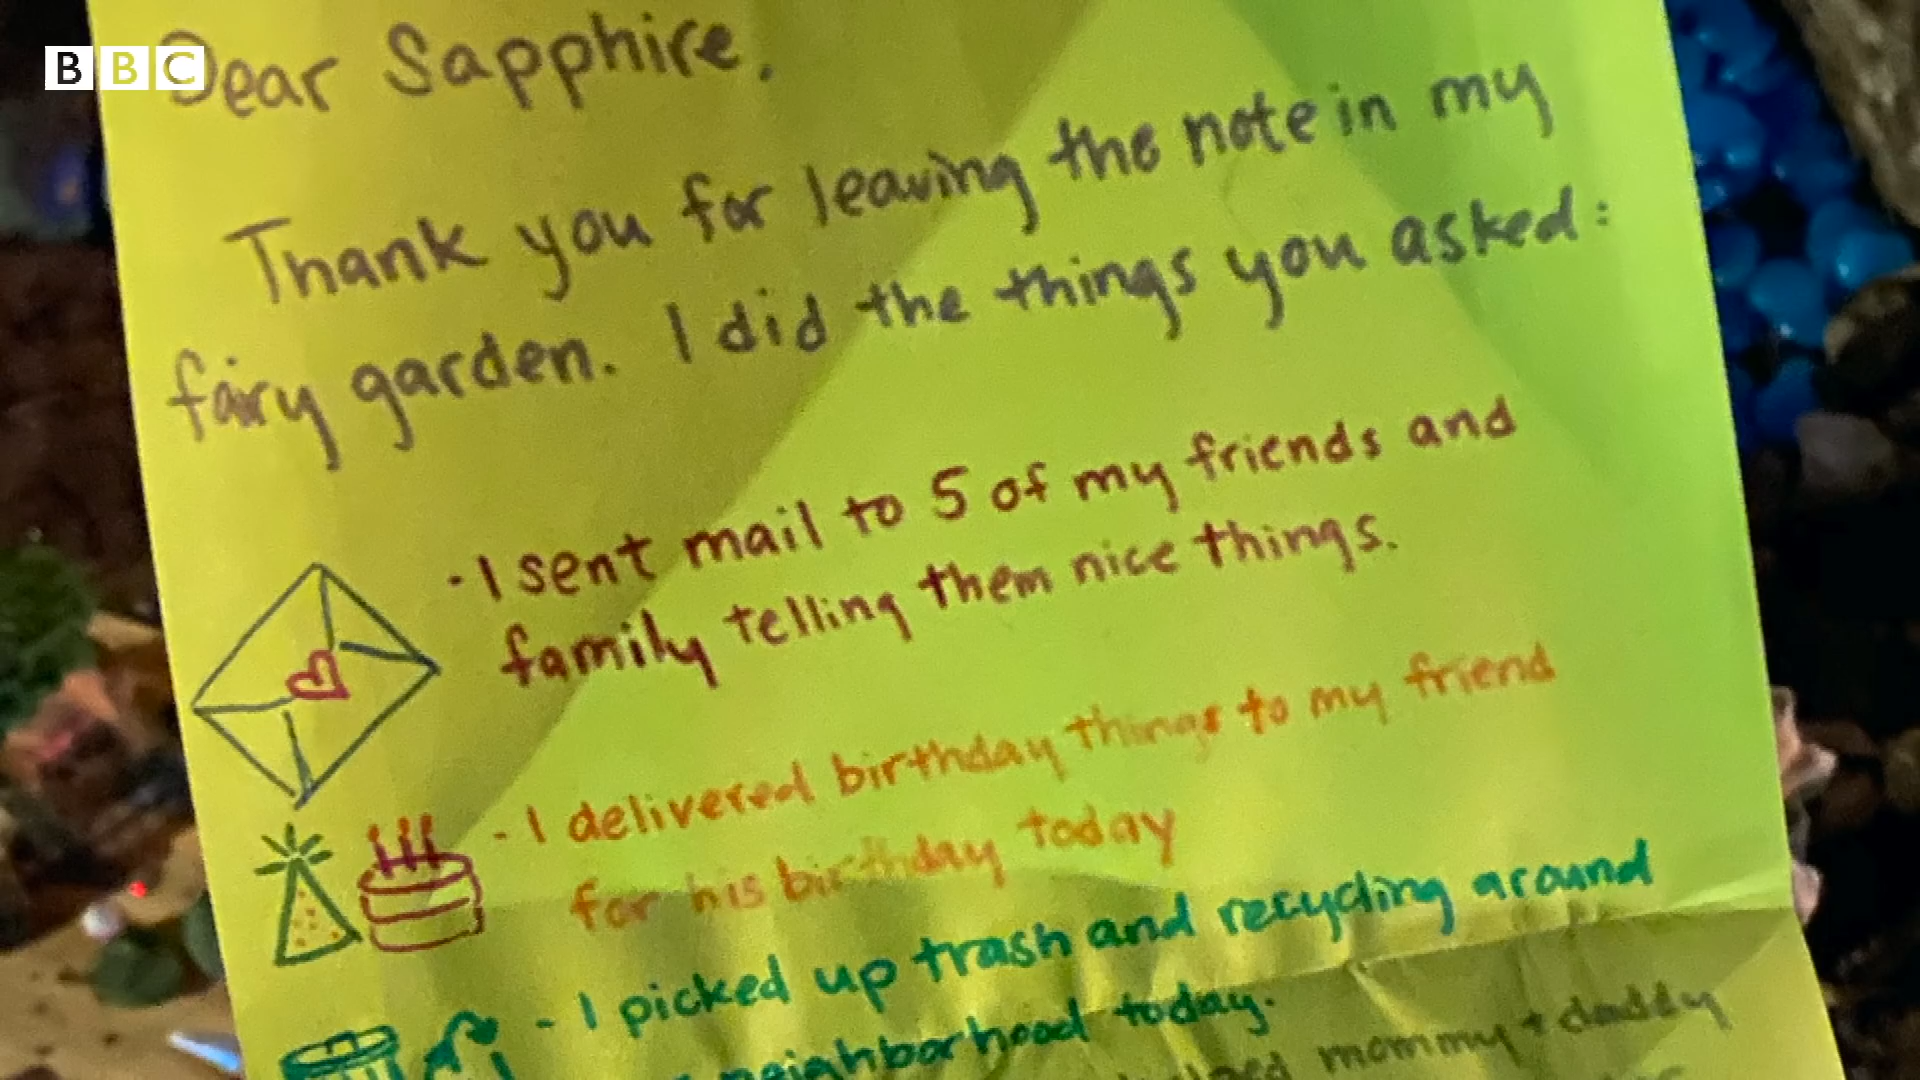 BBC
Dear Sapphire,
Thank you for leaving the note in my
fairy garden. I did the things you asked:
· I sent mail to 5 of my friends and
family telling them nice things.
- I delivered birthday things to my friend
for his birthday today
- I picked up trash and recycling around
neighborhood today.
mommy + daddy